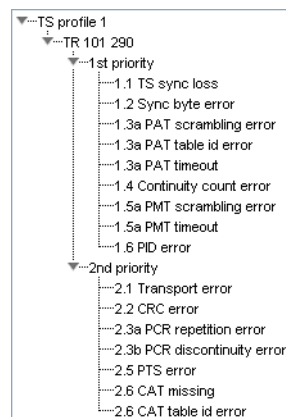 TS profile 1
TR 101 290
1st priority
1.1 TS sync loss
1.2 Sync byte error
1.3a PAT scrambling error
1.3a PAT table id error
1.3a PAT timeout
1.4 Continuity count error
1.5a PMT scrambling error
1.5a PMT timeout
1.6 PID error
2nd priority
2.1 Transport error
2.2 CRC error
2.3a PCR repetition error
2.3b PCR discontinuity error
2.5 PTS error
2.6 CAT missing
2.6 CAT table id error